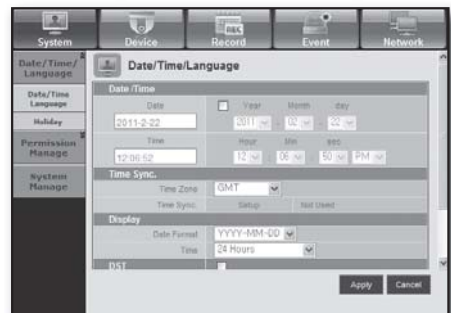 System Device Record Event Network
REC
Date/Time/
Language
Date/Time
Language
Holiday
Permission
Manage
System
Manage
Date/Time/Language
Date/Time
Date Year Month day
2011-2-22 2011 - 02 - 22
Time Hour Min sec
12:06:52 12 : 06 : 50 PM
Time Sync.
Time Zone GMT
Time Sync. Setup Not Used
Display
Date Format YYYY-MM-DD
Time 24 Hours
DST
Apply Cancel